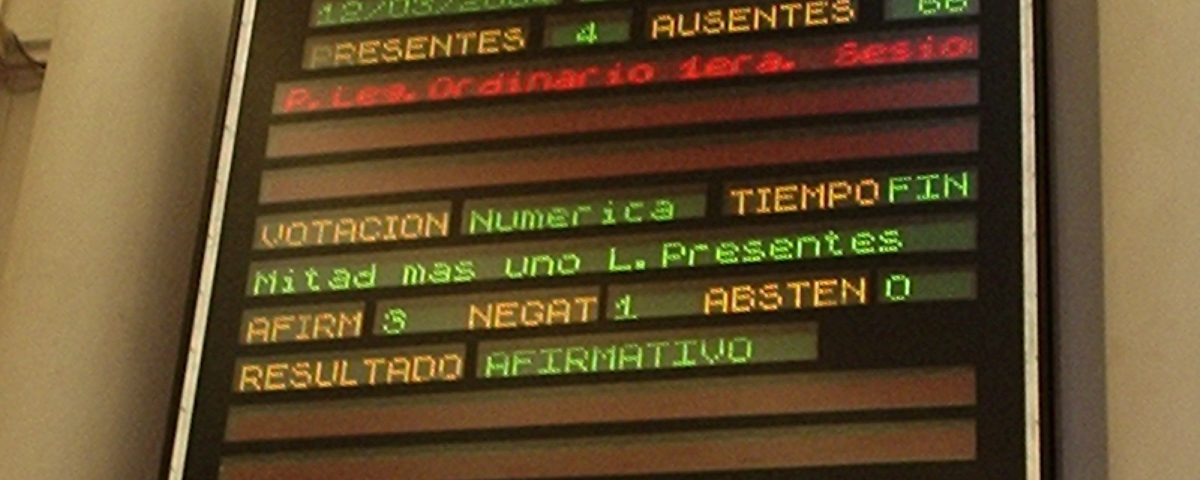 PRESENTES 4 AUSENTES
P.Leg.Ordinario 1era. Sesio
VOTACION Numerica TIEMPO FIN
Mitad mas uno L.Presentes
AFIRM 3 NEGAT 1 ABSTEN 0
RESULTADO AFIRMATIVO